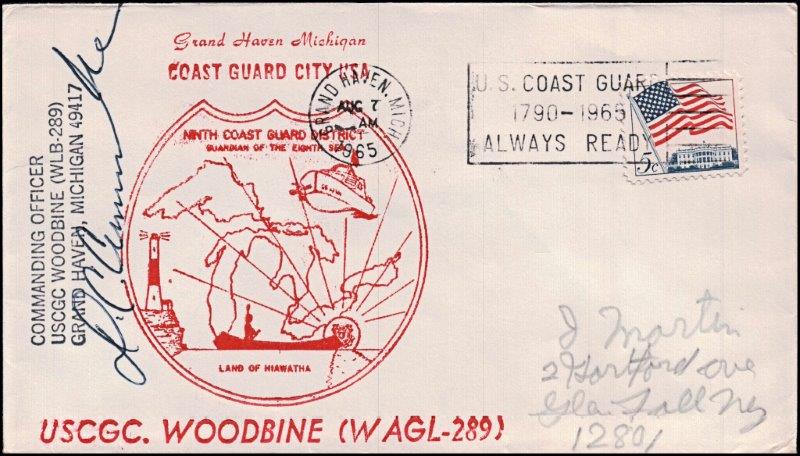 Grand Haven Michigan
COAST GUARD CITY USA
NINTH COAST GUARD DISTRICT
GUARDIAN OF THE EIGHTH SEA
LAND OF HIAWATHA
USCGC. WOODBINE (WAGL-289)
COMMANDING OFFICER
USCGC WOODBINE (WLB-289)
GRAND HAVEN, MICHIGAN 49417
GRAND HAVEN, MICH
AUG 7
AM
1965
U.S. COAST GUAR
1790-1965
ALWAYS READY
5c
J Martin
2 Hartford ave
Gle Fall Ny
12801